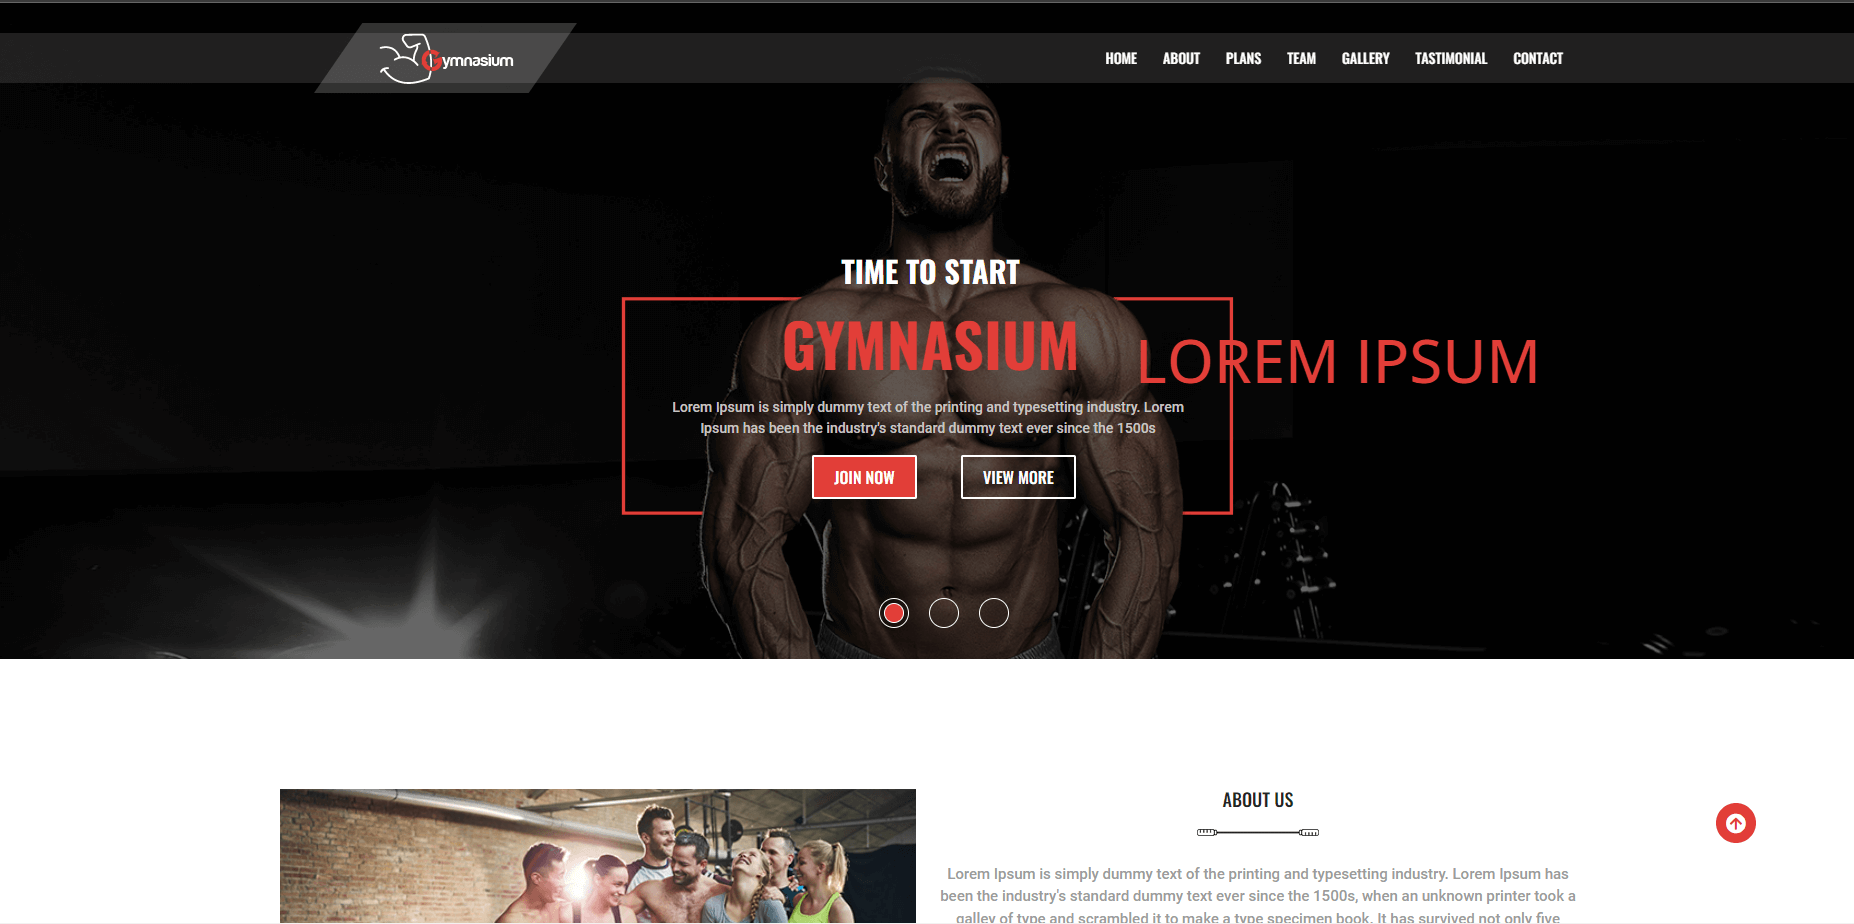 Gymnasium
HOME ABOUT PLANS TEAM GALLERY TASTIMONIAL CONTACT
TIME TO START
GYMNASIUM
LOREM IPSUM
Lorem Ipsum is simply dummy text of the printing and typesetting industry. Lorem
Ipsum has been the industry's standard dummy text ever since the 1500s
JOIN NOW VIEW MORE
ABOUT US
Lorem Ipsum is simply dummy text of the printing and typesetting industry. Lorem Ipsum has
been the industry's standard dummy text ever since the 1500s, when an unknown printer took a
galley of type and scrambled it to make a type specimen book. It has survived not only five